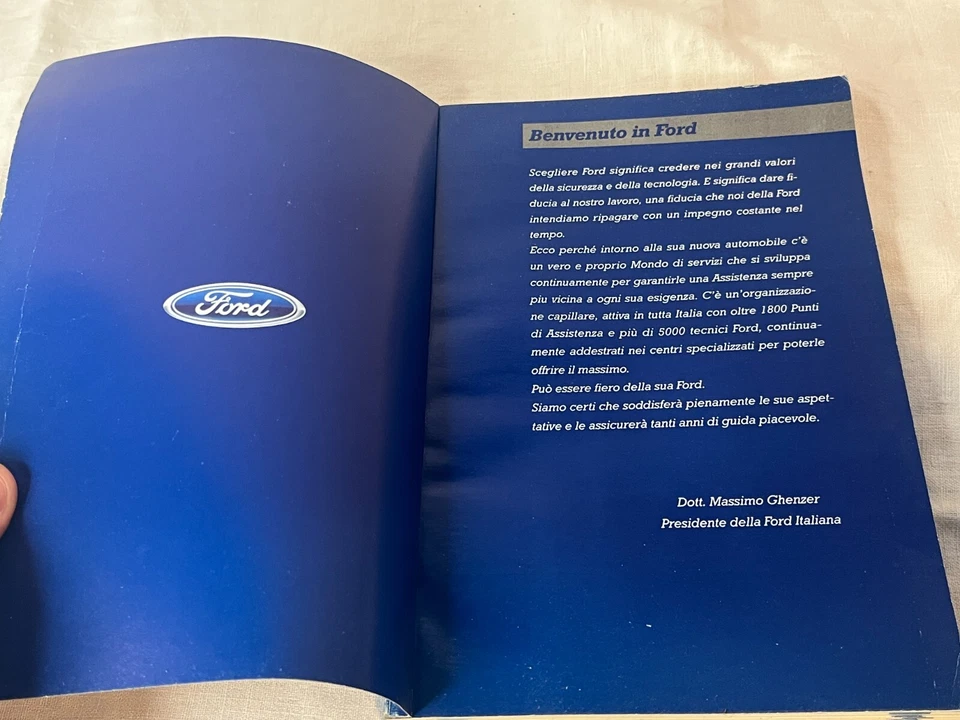 Ford
Benvenuto in Ford
Scegliere Ford significa credere nei grandi valori
della sicurezza e della tecnologia. E significa dare fi-
ducia al nostro lavoro, una fiducia che noi della Ford
intendiamo ripagare con un impegno costante nel
tempo.
Ecco perché intorno alla sua nuova automobile c'è
un vero e proprio Mondo di servizi che si sviluppa
continuamente per garantirle una Assistenza sempre
piu vicina a ogni sua esigenza. C'è un'organizzazio-
ne capillare, attiva in tutta Italia con oltre 1800 Punti
di Assistenza e più di 5000 tecnici Ford, continua-
mente addestrati nei centri specializzati per poterle
offrire il massimo.
Può essere fiero della sua Ford.
Siamo certi che soddisferà pienamente le sue aspet-
tative e le assicurerà tanti anni di guida piacevole.
Dott. Massimo Ghenzer
Presidente della Ford Italiana